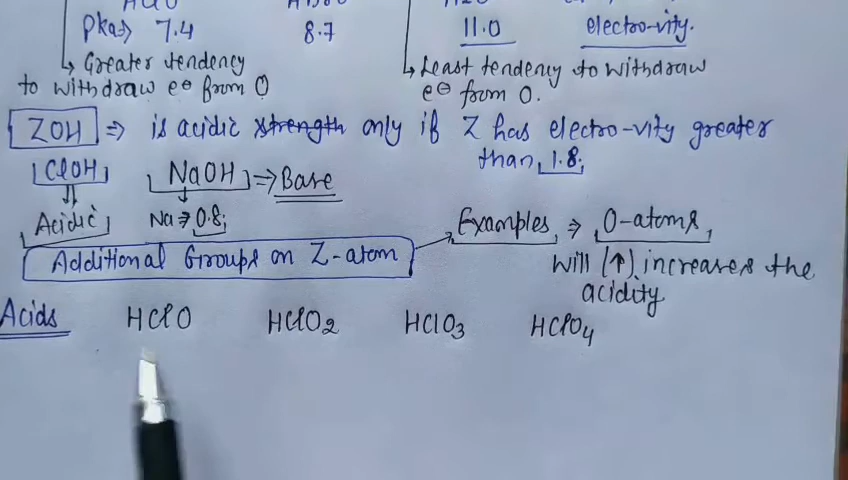 Pka⇒ 7.4 8.7 11.0 electro-vity.
↳ Greater tendency to withdraw e⊖ from O
↳ Least tendency to withdraw e⊖ from O.
ZOH ⇒ is acidic strength only if Z has electro-vity greater
than 1.8;
ClOH NaOH ⇒ Base
Acidic Na⇒ 0.8;
Additional Groups on Z-atom → Examples ⇒ O-atoms,
will (↑) increases the
acidity
Acids HClO HClO2 HClO3 HClO4